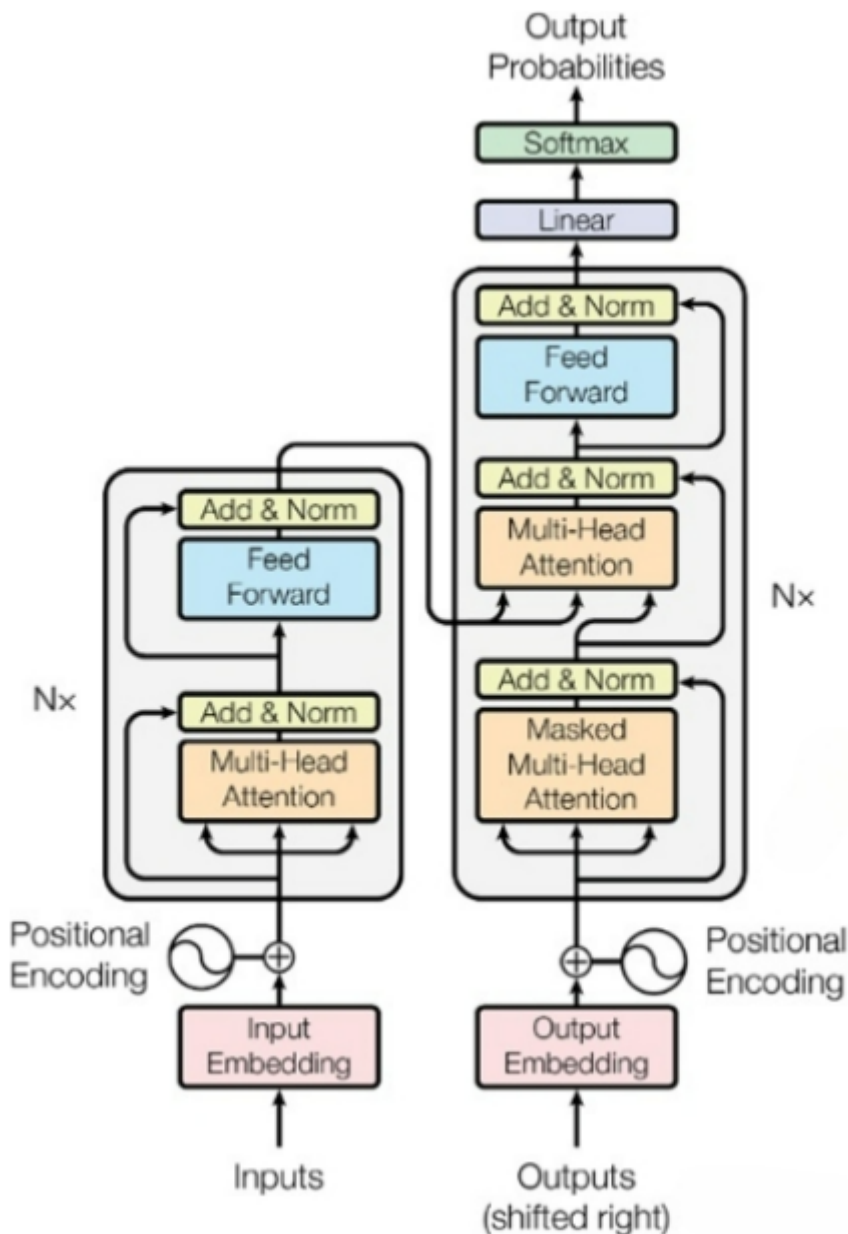 Output
Probabilities
Softmax
Linear
Add & Norm
Feed
Forward
Add & Norm
Multi-Head
Attention
Nx
Add & Norm
Masked
Multi-Head
Attention
Add & Norm
Feed
Forward
Nx
Add & Norm
Multi-Head
Attention
Positional
Encoding
Positional
Encoding
Input
Embedding
Output
Embedding
Inputs
Outputs
(shifted right)